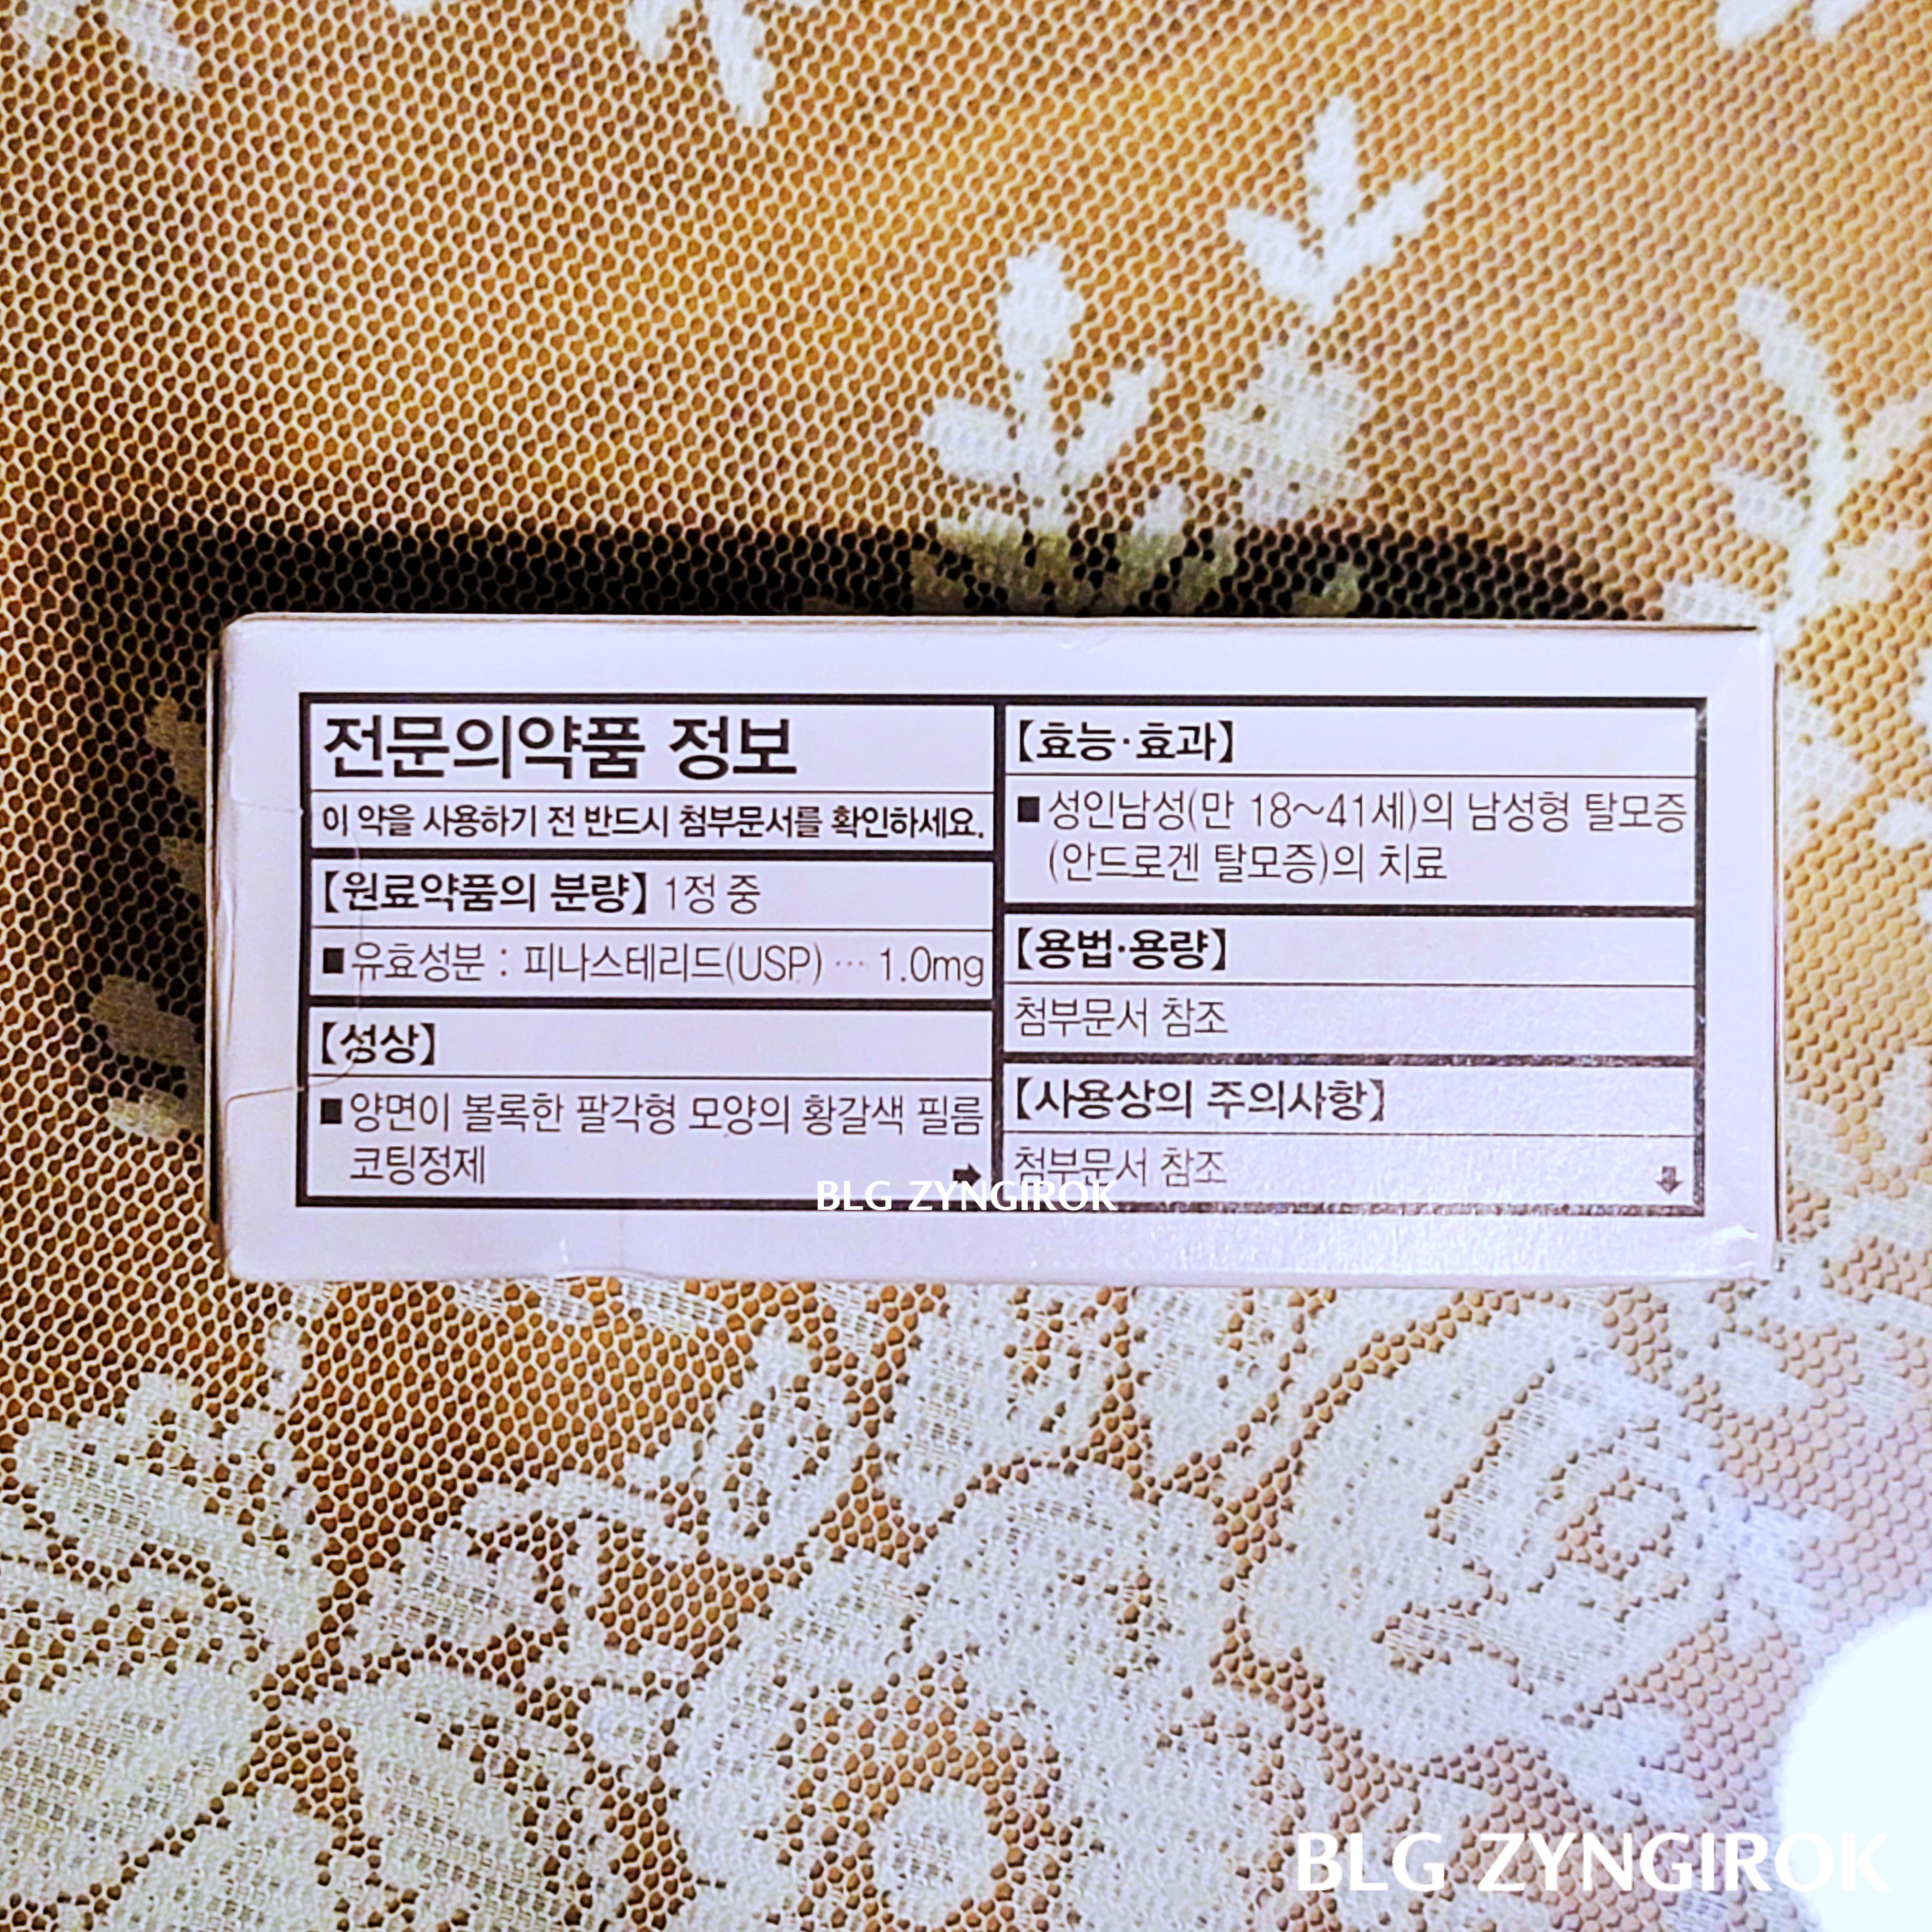 전문의약품 정보
이 약을 사용하기 전 반드시 첨부문서를 확인하세요.
【원료약품의 분량】 1정 중
■유효성분 : 피나스테리드(USP) ··· 1.0mg
【성상】
■양면이 볼록한 팔각형 모양의 황갈색 필름
코팅정제
【효능·효과】
■성인남성(만 18~41세)의 남성형 탈모증
(안드로겐 탈모증)의 치료
【용법·용량】
첨부문서 참조
【사용상의 주의사항】
첨부문서 참조
BLG ZYNGIROK
BLG ZYNGIROK